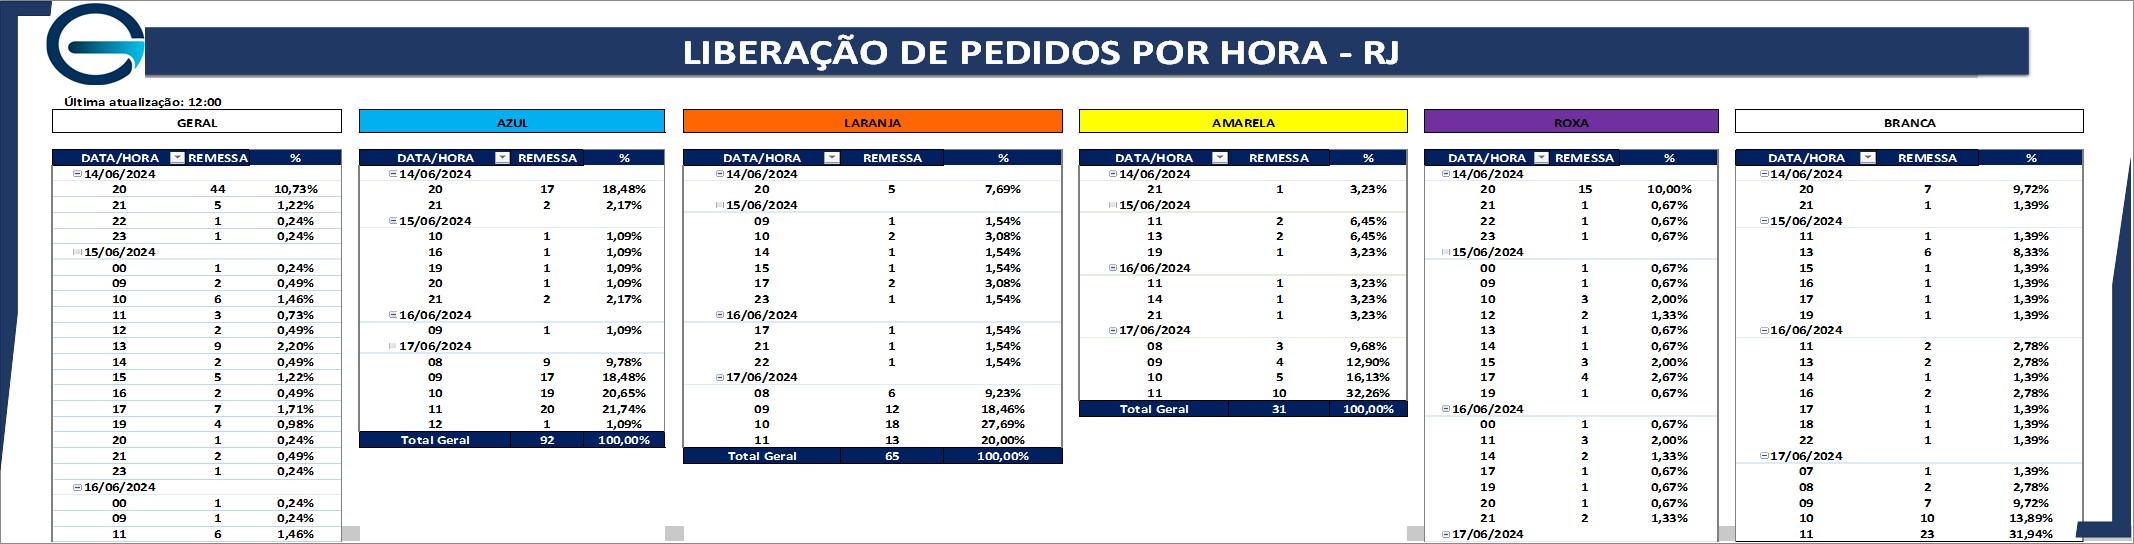 LIBERAÇÃO DE PEDIDOS POR HORA - RJ
Última atualização: 12:00
GERAL
DATA/HORA REMESSA %
14/06/2024
20 44 10,73%
21 5 1,22%
22 1 0,24%
23 1 0,24%
15/06/2024
00 1 0,24%
09 2 0,49%
10 6 1,46%
11 3 0,73%
12 2 0,49%
13 9 2,20%
14 2 0,49%
15 5 1,22%
16 2 0,49%
17 7 1,71%
19 4 0,98%
20 1 0,24%
21 2 0,49%
23 1 0,24%
16/06/2024
00 1 0,24%
09 1 0,24%
11 6 1,46%
AZUL
DATA/HORA REMESSA %
14/06/2024
20 17 18,48%
21 2 2,17%
15/06/2024
10 1 1,09%
16 1 1,09%
19 1 1,09%
20 1 1,09%
21 2 2,17%
16/06/2024
09 1 1,09%
17/06/2024
08 9 9,78%
09 17 18,48%
10 19 20,65%
11 20 21,74%
12 1 1,09%
Total Geral 92 100,00%
LARANJA
DATA/HORA REMESSA %
14/06/2024
20 5 7,69%
15/06/2024
09 1 1,54%
10 2 3,08%
14 1 1,54%
15 1 1,54%
17 2 3,08%
23 1 1,54%
16/06/2024
17 1 1,54%
21 1 1,54%
22 1 1,54%
17/06/2024
08 6 9,23%
09 12 18,46%
10 18 27,69%
11 13 20,00%
Total Geral 65 100,00%
AMARELA
DATA/HORA REMESSA %
14/06/2024
21 1 3,23%
15/06/2024
11 2 6,45%
13 2 6,45%
19 1 3,23%
16/06/2024
11 1 3,23%
14 1 3,23%
21 1 3,23%
17/06/2024
08 3 9,68%
09 4 12,90%
10 5 16,13%
11 10 32,26%
Total Geral 31 100,00%
ROXA
DATA/HORA REMESSA %
14/06/2024
20 15 10,00%
21 1 0,67%
22 1 0,67%
23 1 0,67%
15/06/2024
00 1 0,67%
09 1 0,67%
10 3 2,00%
12 2 1,33%
13 1 0,67%
14 1 0,67%
15 3 2,00%
17 4 2,67%
19 1 0,67%
16/06/2024
00 1 0,67%
11 3 2,00%
14 2 1,33%
17 1 0,67%
19 1 0,67%
20 1 0,67%
21 2 1,33%
17/06/2024
BRANCA
DATA/HORA REMESSA %
14/06/2024
20 7 9,72%
21 1 1,39%
15/06/2024
11 1 1,39%
13 6 8,33%
15 1 1,39%
16 1 1,39%
17 1 1,39%
19 1 1,39%
16/06/2024
11 2 2,78%
13 2 2,78%
14 1 1,39%
16 2 2,78%
17 1 1,39%
18 1 1,39%
22 1 1,39%
17/06/2024
07 1 1,39%
08 2 2,78%
09 7 9,72%
10 10 13,89%
11 23 31,94%